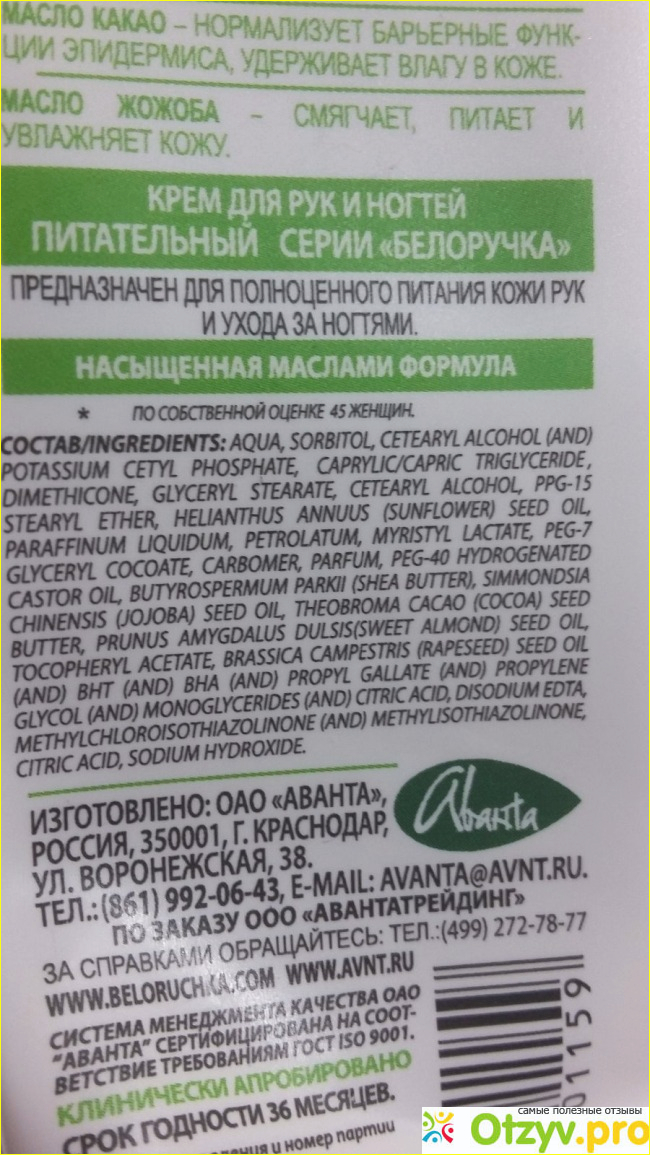 МАСЛО КАКАО – НОРМАЛИЗУЕТ БАРЬЕРНЫЕ ФУНК-
ЦИИ ЭПИДЕРМИСА, УДЕРЖИВАЕТ ВЛАГУ В КОЖЕ.
МАСЛО ЖОЖОБА – СМЯГЧАЕТ, ПИТАЕТ И
УВЛАЖНЯЕТ КОЖУ.
КРЕМ ДЛЯ РУК И НОГТЕЙ
ПИТАТЕЛЬНЫЙ СЕРИИ «БЕЛОРУЧКА»
ПРЕДНАЗНАЧЕН ДЛЯ ПОЛНОЦЕННОГО ПИТАНИЯ КОЖИ РУК
И УХОДА ЗА НОГТЯМИ.
НАСЫЩЕННАЯ МАСЛАМИ ФОРМУЛА
* ПО СОБСТВЕННОЙ ОЦЕНКЕ 45 ЖЕНЩИН.
СОСТАВ/INGREDIENTS: AQUA, SORBITOL, CETEARYL ALCOHOL (AND)
POTASSIUM CETYL PHOSPHATE, CAPRYLIC/CAPRIC TRIGLYCERIDE,
DIMETHICONE, GLYCERYL STEARATE, CETEARYL ALCOHOL, PPG-15
STEARYL ETHER, HELIANTHUS ANNUUS (SUNFLOWER) SEED OIL,
PARAFFINUM LIQUIDUM, PETROLATUM, MYRISTYL LACTATE, PEG-7
GLYCERYL COCOATE, CARBOMER, PARFUM, PEG-40 HYDROGENATED
CASTOR OIL, BUTYROSPERMUM PARKII (SHEA BUTTER), SIMMONDSIA
CHINENSIS (JOJOBA) SEED OIL, THEOBROMA CACAO (COCOA) SEED
BUTTER, PRUNUS AMYGDALUS DULSIS(SWEET ALMOND) SEED OIL,
TOCOPHERYL ACETATE, BRASSICA CAMPESTRIS (RAPESEED) SEED OIL
(AND) BHT (AND) BHA (AND) PROPYL GALLATE (AND) PROPYLENE
GLYCOL (AND) MONOGLYCERIDES (AND) CITRIC ACID, DISODIUM EDTA,
METHYLCHLOROISOTHIAZOLINONE (AND) METHYLISOTHIAZOLINONE,
CITRIC ACID, SODIUM HYDROXIDE.
ИЗГОТОВЛЕНО: ОАО «АВАНТА»,
РОССИЯ, 350001, Г. КРАСНОДАР,
УЛ. ВОРОНЕЖСКАЯ, 38.
Аванта
ТЕЛ.: (861) 992-06-43, E-MAIL: AVANTA@AVNT.RU.
ПО ЗАКАЗУ ООО «АВАНТАТРЕЙДИНГ»
ЗА СПРАВКАМИ ОБРАЩАЙТЕСЬ: ТЕЛ.:(499) 272-78-77
WWW.BELORUCHKA.COM WWW.AVNT.RU
СИСТЕМА МЕНЕДЖМЕНТА КАЧЕСТВА ОАО
"АВАНТА" СЕРТИФИЦИРОВАНА НА СООТ-
ВЕТСТВИЕ ТРЕБОВАНИЯМ ГОСТ ISO 9001.
КЛИНИЧЕСКИ АПРОБИРОВАНО
СРОК ГОДНОСТИ 36 МЕСЯЦЕВ.
и номер партии
01159
самые полезные отзывы
Otzyv.pro